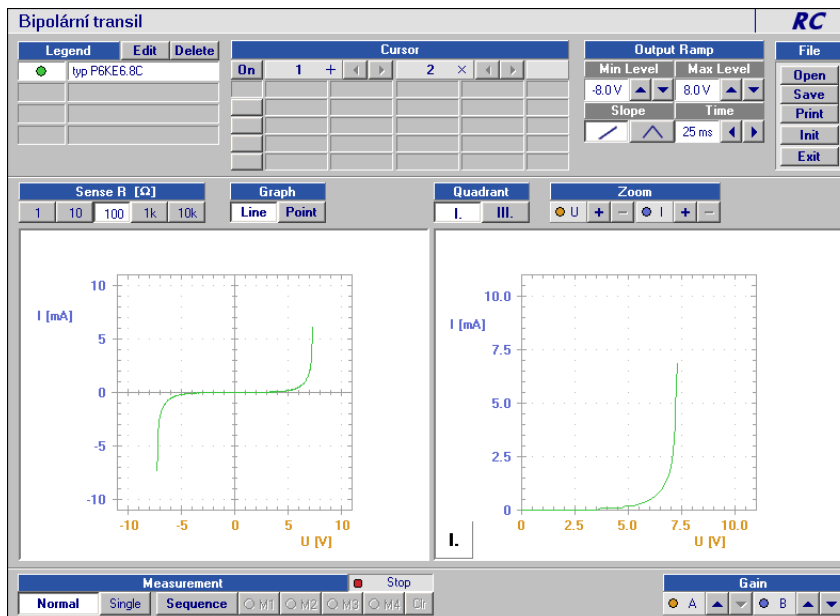 Bipolární transil
RC
Legend Edit Delete
typ P6KE6.8C
Cursor
On 1 + 2 ×
Output Ramp
Min Level Max Level
-8.0 V 8.0 V
Slope Time
25 ms
File
Open
Save
Print
Init
Exit
Sense R [Ω]
1 10 100 1k 10k
Graph
Line Point
Quadrant
I. III.
Zoom
U + − I + −
10
I [mA]
5
0
-5
-10
-10 -5 0 5 10
U [V]
10.0
I [mA]
7.5
5.0
2.5
0
0 2.5 5.0 7.5 10.0
U [V]
I.
Measurement
Stop
Normal Single Sequence M1 M2 M3 M4 Clr
Gain
A B